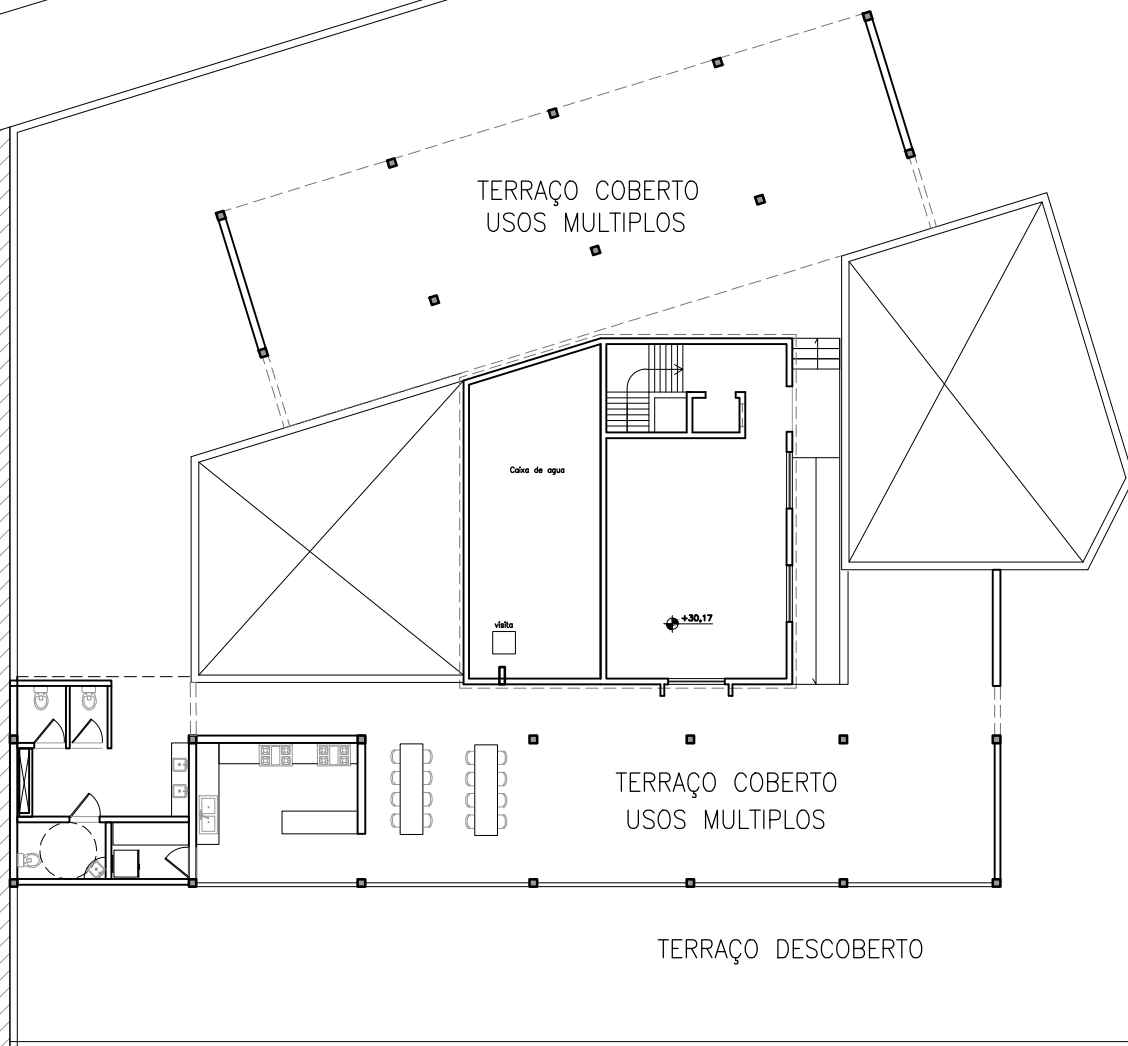 TERRAÇO COBERTO
USOS MULTIPLOS
Caixa de agua
visita
+30,17
TERRAÇO COBERTO
USOS MULTIPLOS
TERRAÇO DESCOBERTO